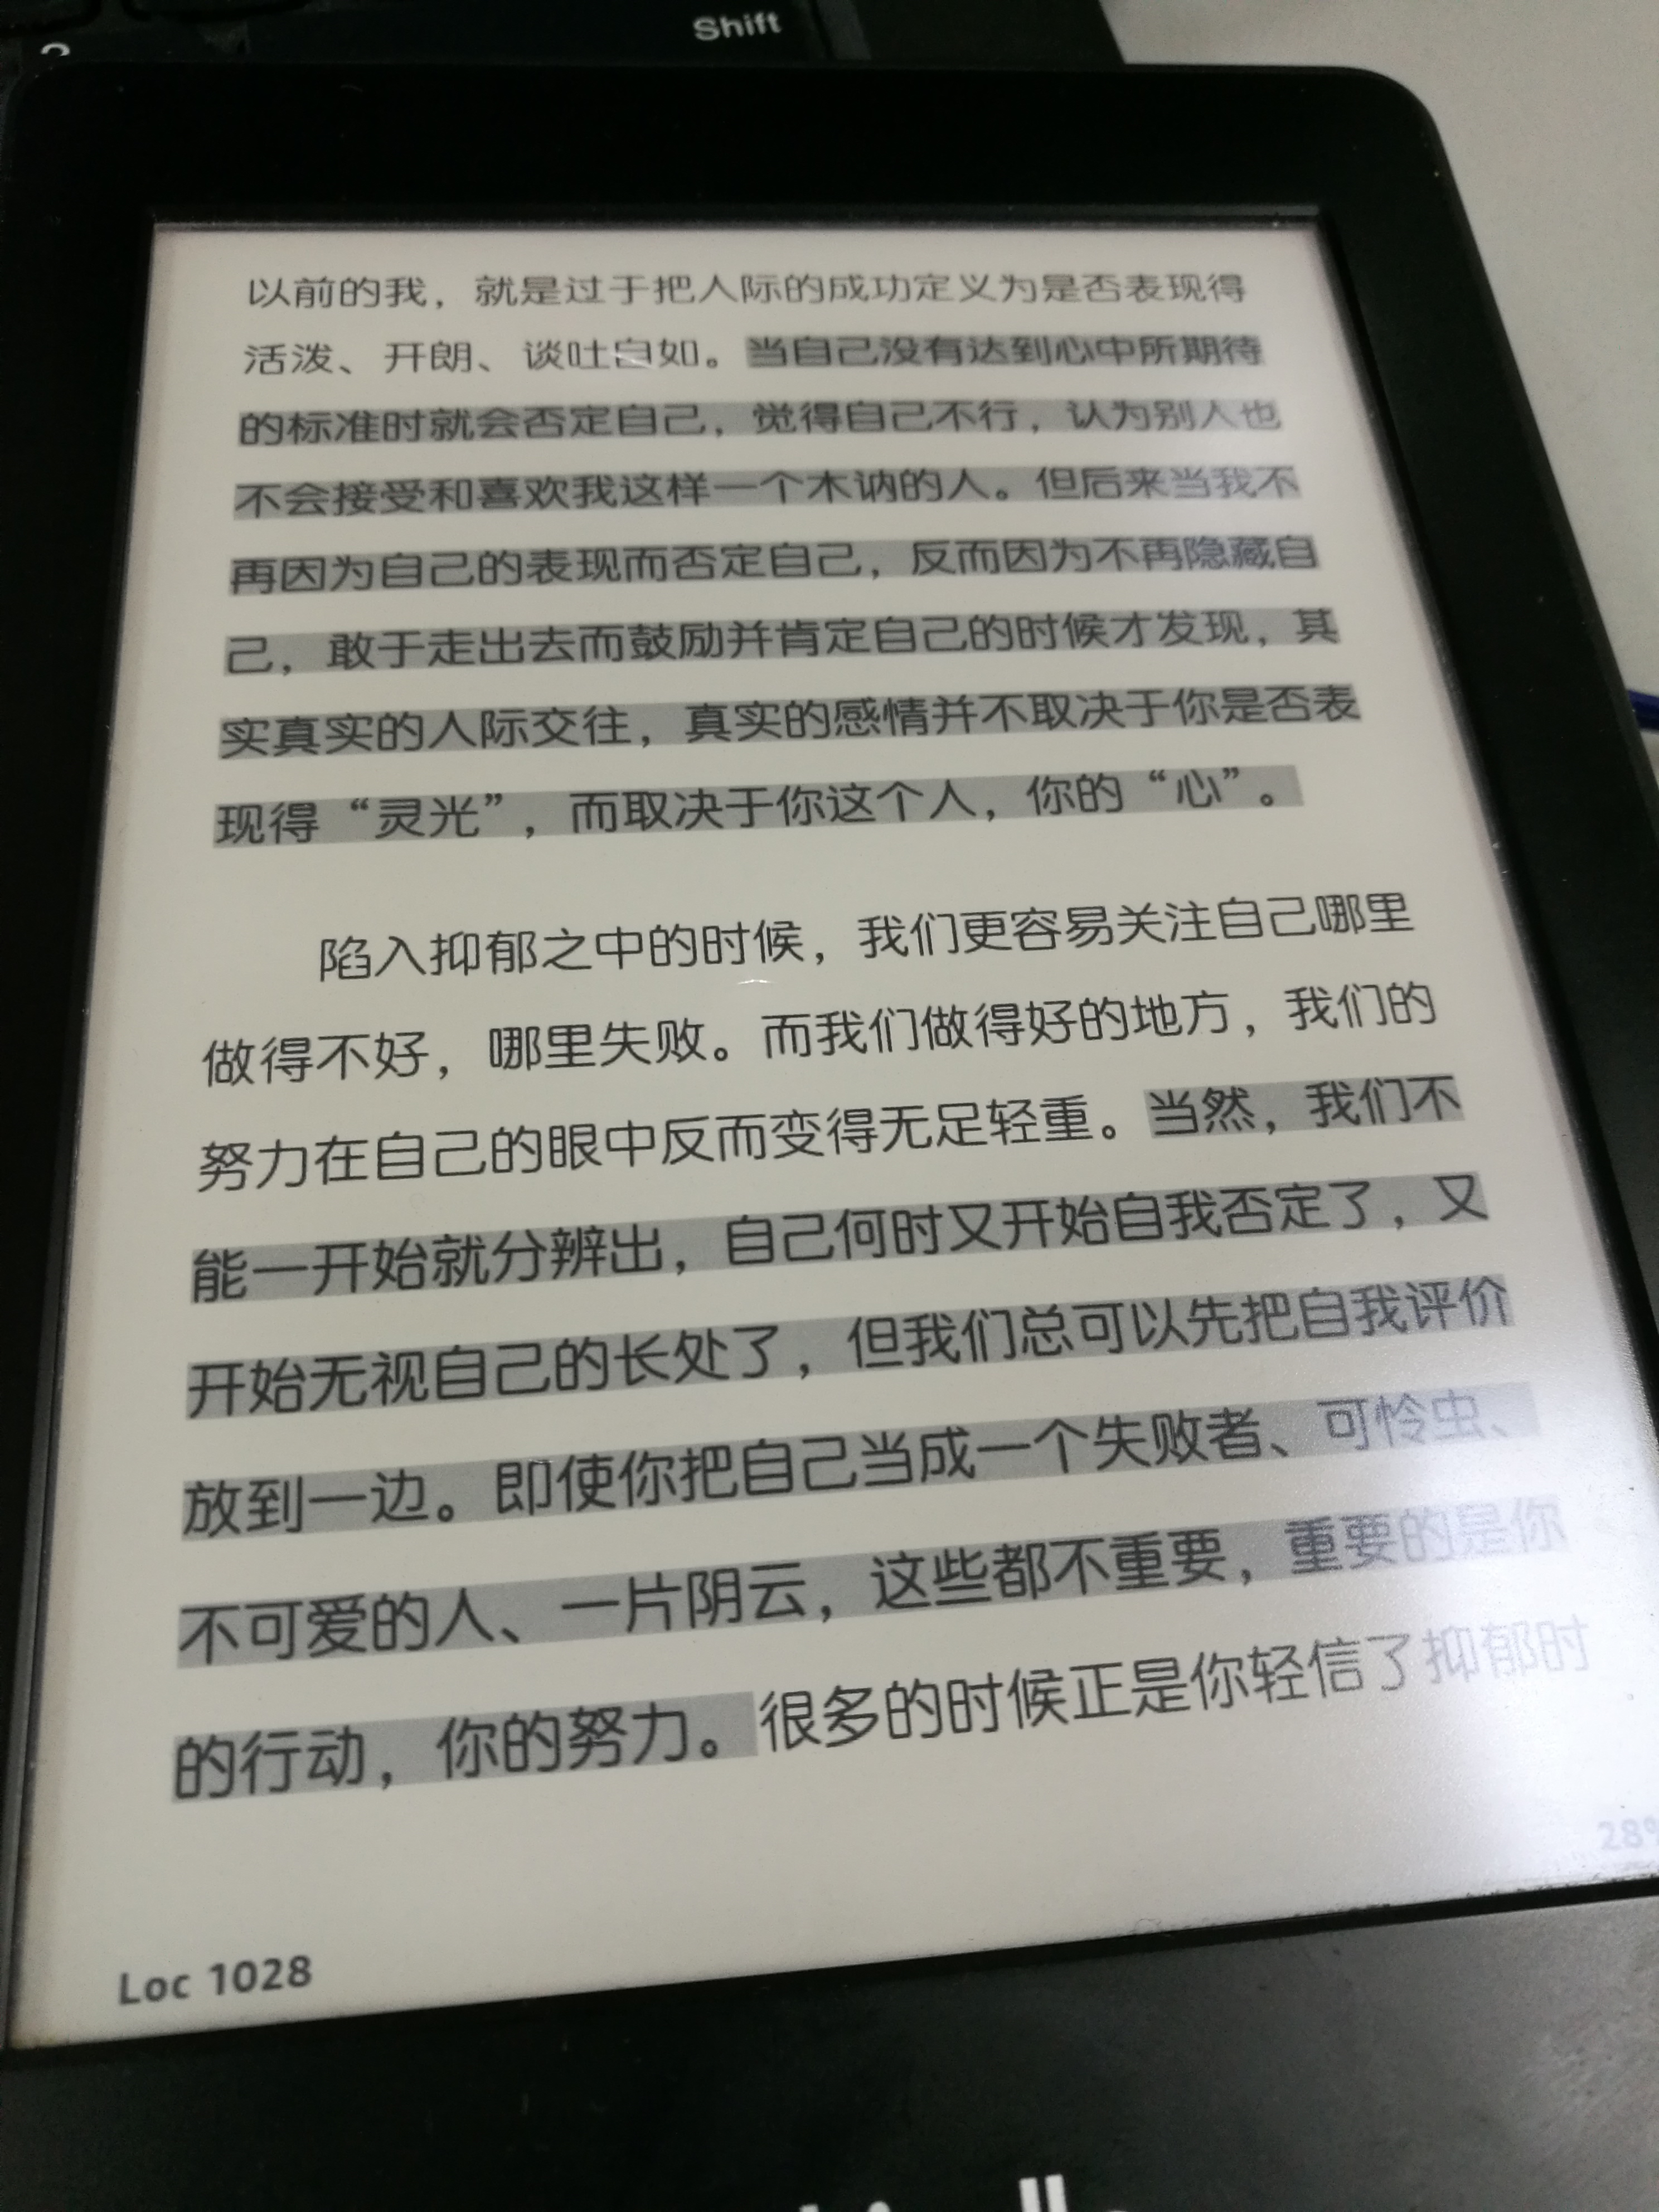 Shift
以前的我，就是过于把人际的成功定义为是否表现得
活泼、开朗、谈吐自如。当自己没有达到心中所期待
的标准时就会否定自己，觉得自己不行，认为别人也
不会接受和喜欢我这样一个木讷的人。但后来当我不
再因为自己的表现而否定自己，反而因为不再隐藏自
己，敢于走出去而鼓励并肯定自己的时候才发现，其
实真实的人际交往，真实的感情并不取决于你是否表
现得“灵光”，而取决于你这个人，你的“心”。
陷入抑郁之中的时候，我们更容易关注自己哪里
做得不好，哪里失败。而我们做得好的地方，我们的
努力在自己的眼中反而变得无足轻重。当然，我们不
能一开始就分辨出，自己何时又开始自我否定了，又
开始无视自己的长处了，但我们总可以先把自我评价
放到一边。即使你把自己当成一个失败者、可怜虫、
不可爱的人、一片阴云，这些都不重要，重要的是你
的行动，你的努力。很多的时候正是你轻信了抑郁时
28%
Loc 1028